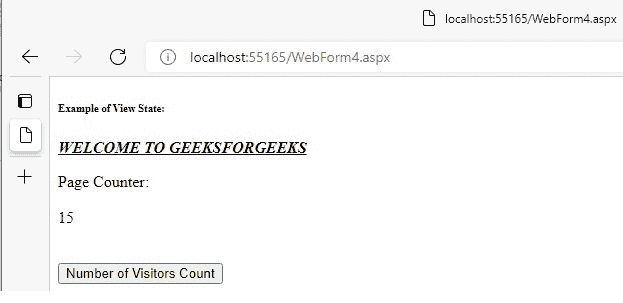 localhost:55165/WebForm4.aspx
localhost:55165/WebForm4.aspx
Example of View State:
WELCOME TO GEEKSFORGEEKS
Page Counter:
15
Number of Visitors Count